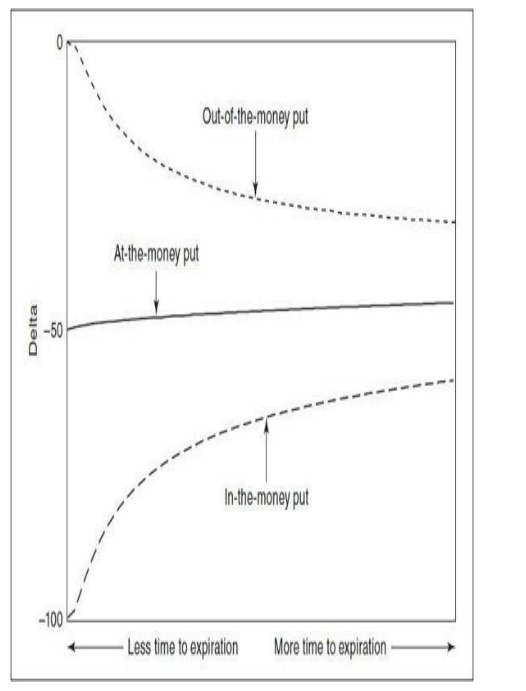 0
Out-of-the-money put
At-the-money put
Delta
–50
In-the-money put
–100
Less time to expiration More time to expiration